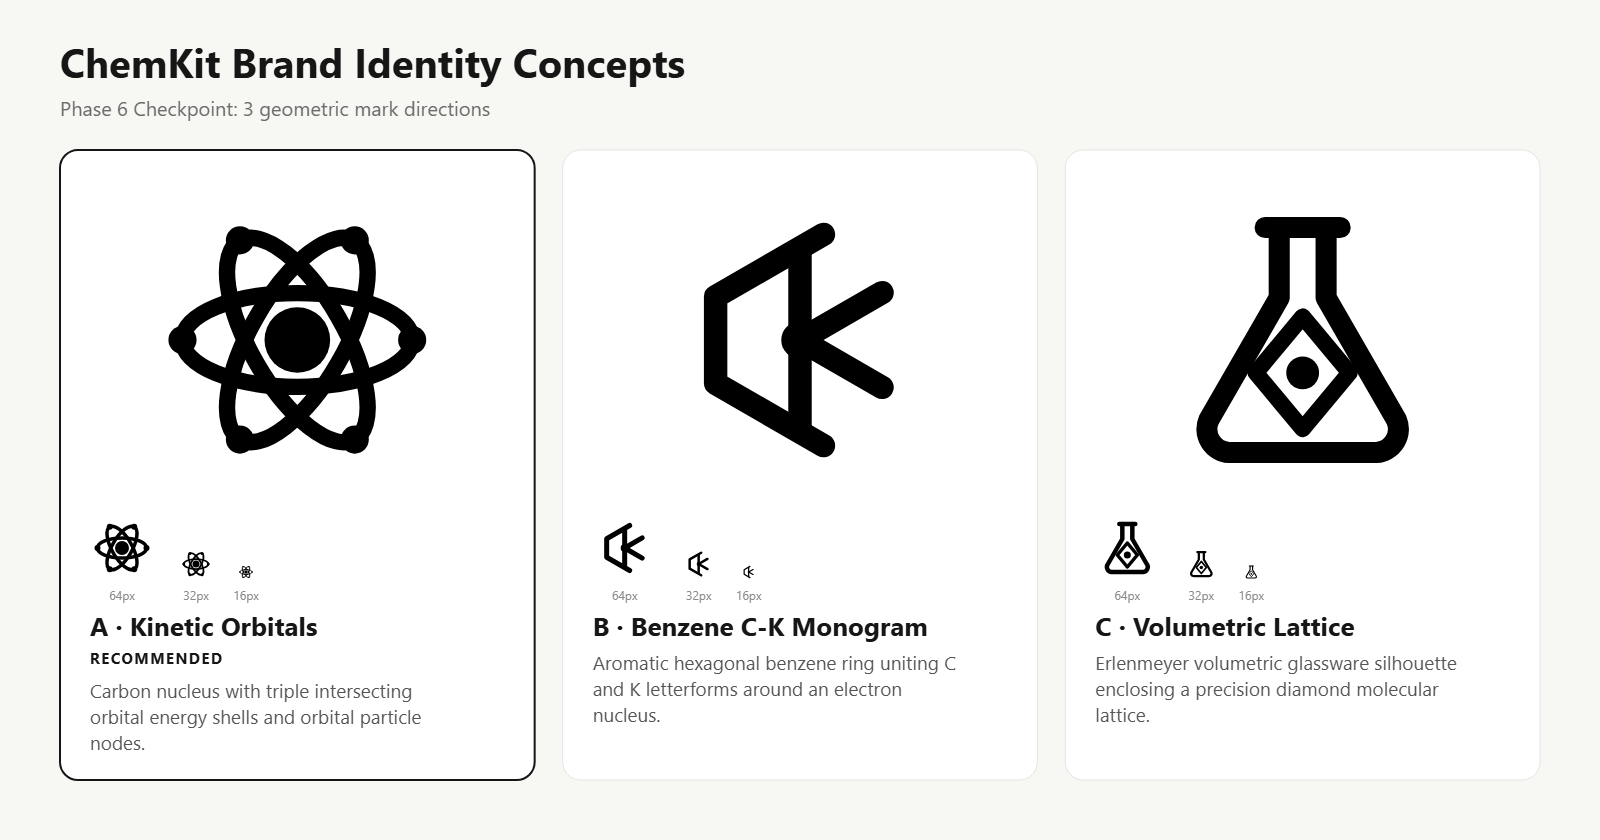 ChemKit Brand Identity Concepts
Phase 6 Checkpoint: 3 geometric mark directions
64px 32px 16px
A · Kinetic Orbitals
RECOMMENDED
Carbon nucleus with triple intersecting
orbital energy shells and orbital particle
nodes.
64px 32px 16px
B · Benzene C-K Monogram
Aromatic hexagonal benzene ring uniting C
and K letterforms around an electron
nucleus.
64px 32px 16px
C · Volumetric Lattice
Erlenmeyer volumetric glassware silhouette
enclosing a precision diamond molecular
lattice.